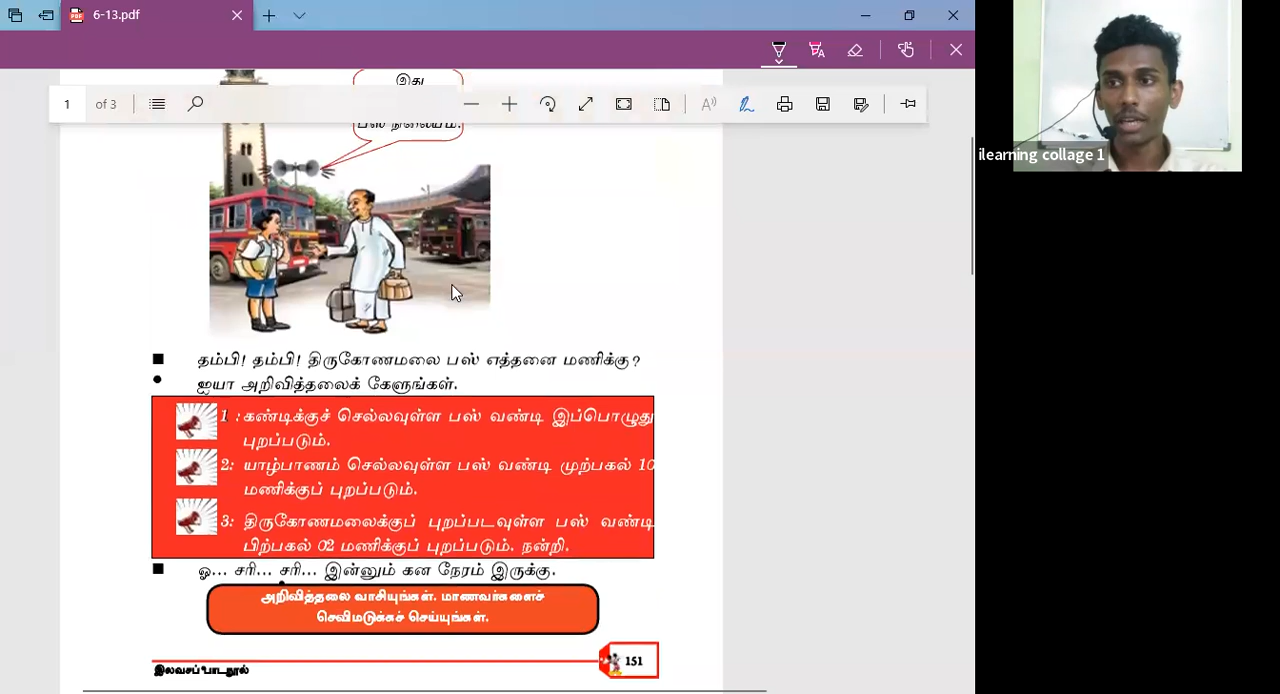 6-13.pdf
இது
பஸ் நிலையம்.
1 of 3
ilearning collage 1
தம்பி! தம்பி! திருகோணமலை பஸ் எத்தனை மணிக்கு?
ஐயா அறிவித்தலைக் கேளுங்கள்.
1 : கண்டிக்குச் செல்லவுள்ள பஸ் வண்டி இப்பொழுது
புறப்படும்.
2: யாழ்பாணம் செல்லவுள்ள பஸ் வண்டி முற்பகல் 10
மணிக்குப் புறப்படும்.
3: திருகோணமலைக்குப் புறப்படவுள்ள பஸ் வண்டி
பிற்பகல் 02 மணிக்குப் புறப்படும். நன்றி.
ஓ... சரி... சரி... இன்னும் கன நேரம் இருக்கு.
அறிவித்தலை வாசியுங்கள். மாணவர்களைச்
செவிமடுக்கச் செய்யுங்கள்.
இலவசப் பாடநூல்
151